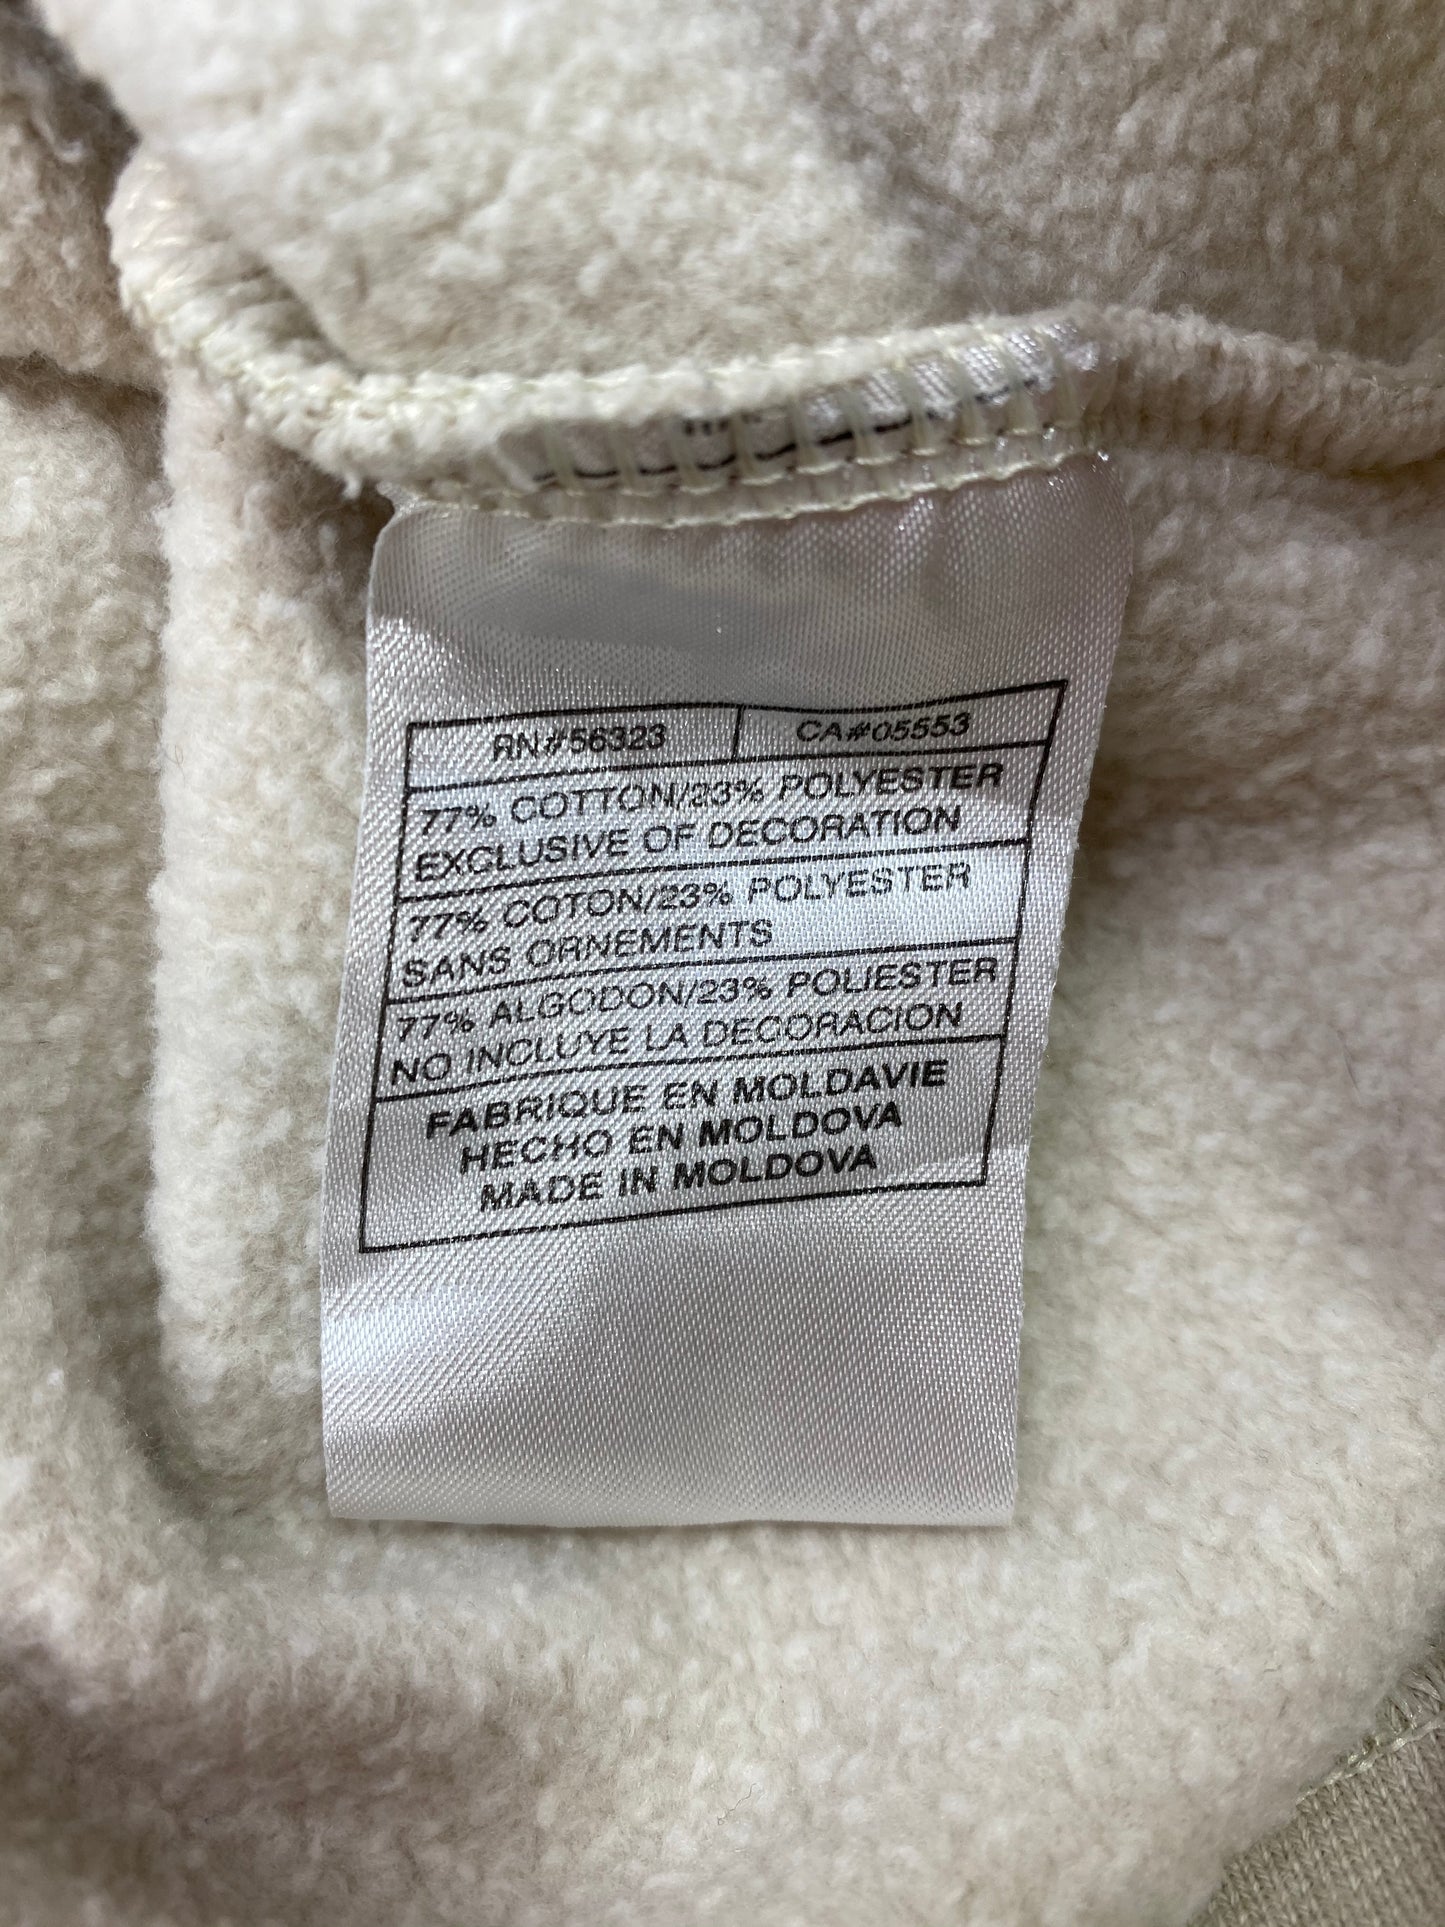 RN#56323 CA#05553
77% COTTON/23% POLYESTER
EXCLUSIVE OF DECORATION
77% COTON/23% POLYESTER
SANS ORNEMENTS
77% ALGODON/23% POLIESTER
NO INCLUYE LA DECORACION
FABRIQUE EN MOLDAVIE
HECHO EN MOLDOVA
MADE IN MOLDOVA